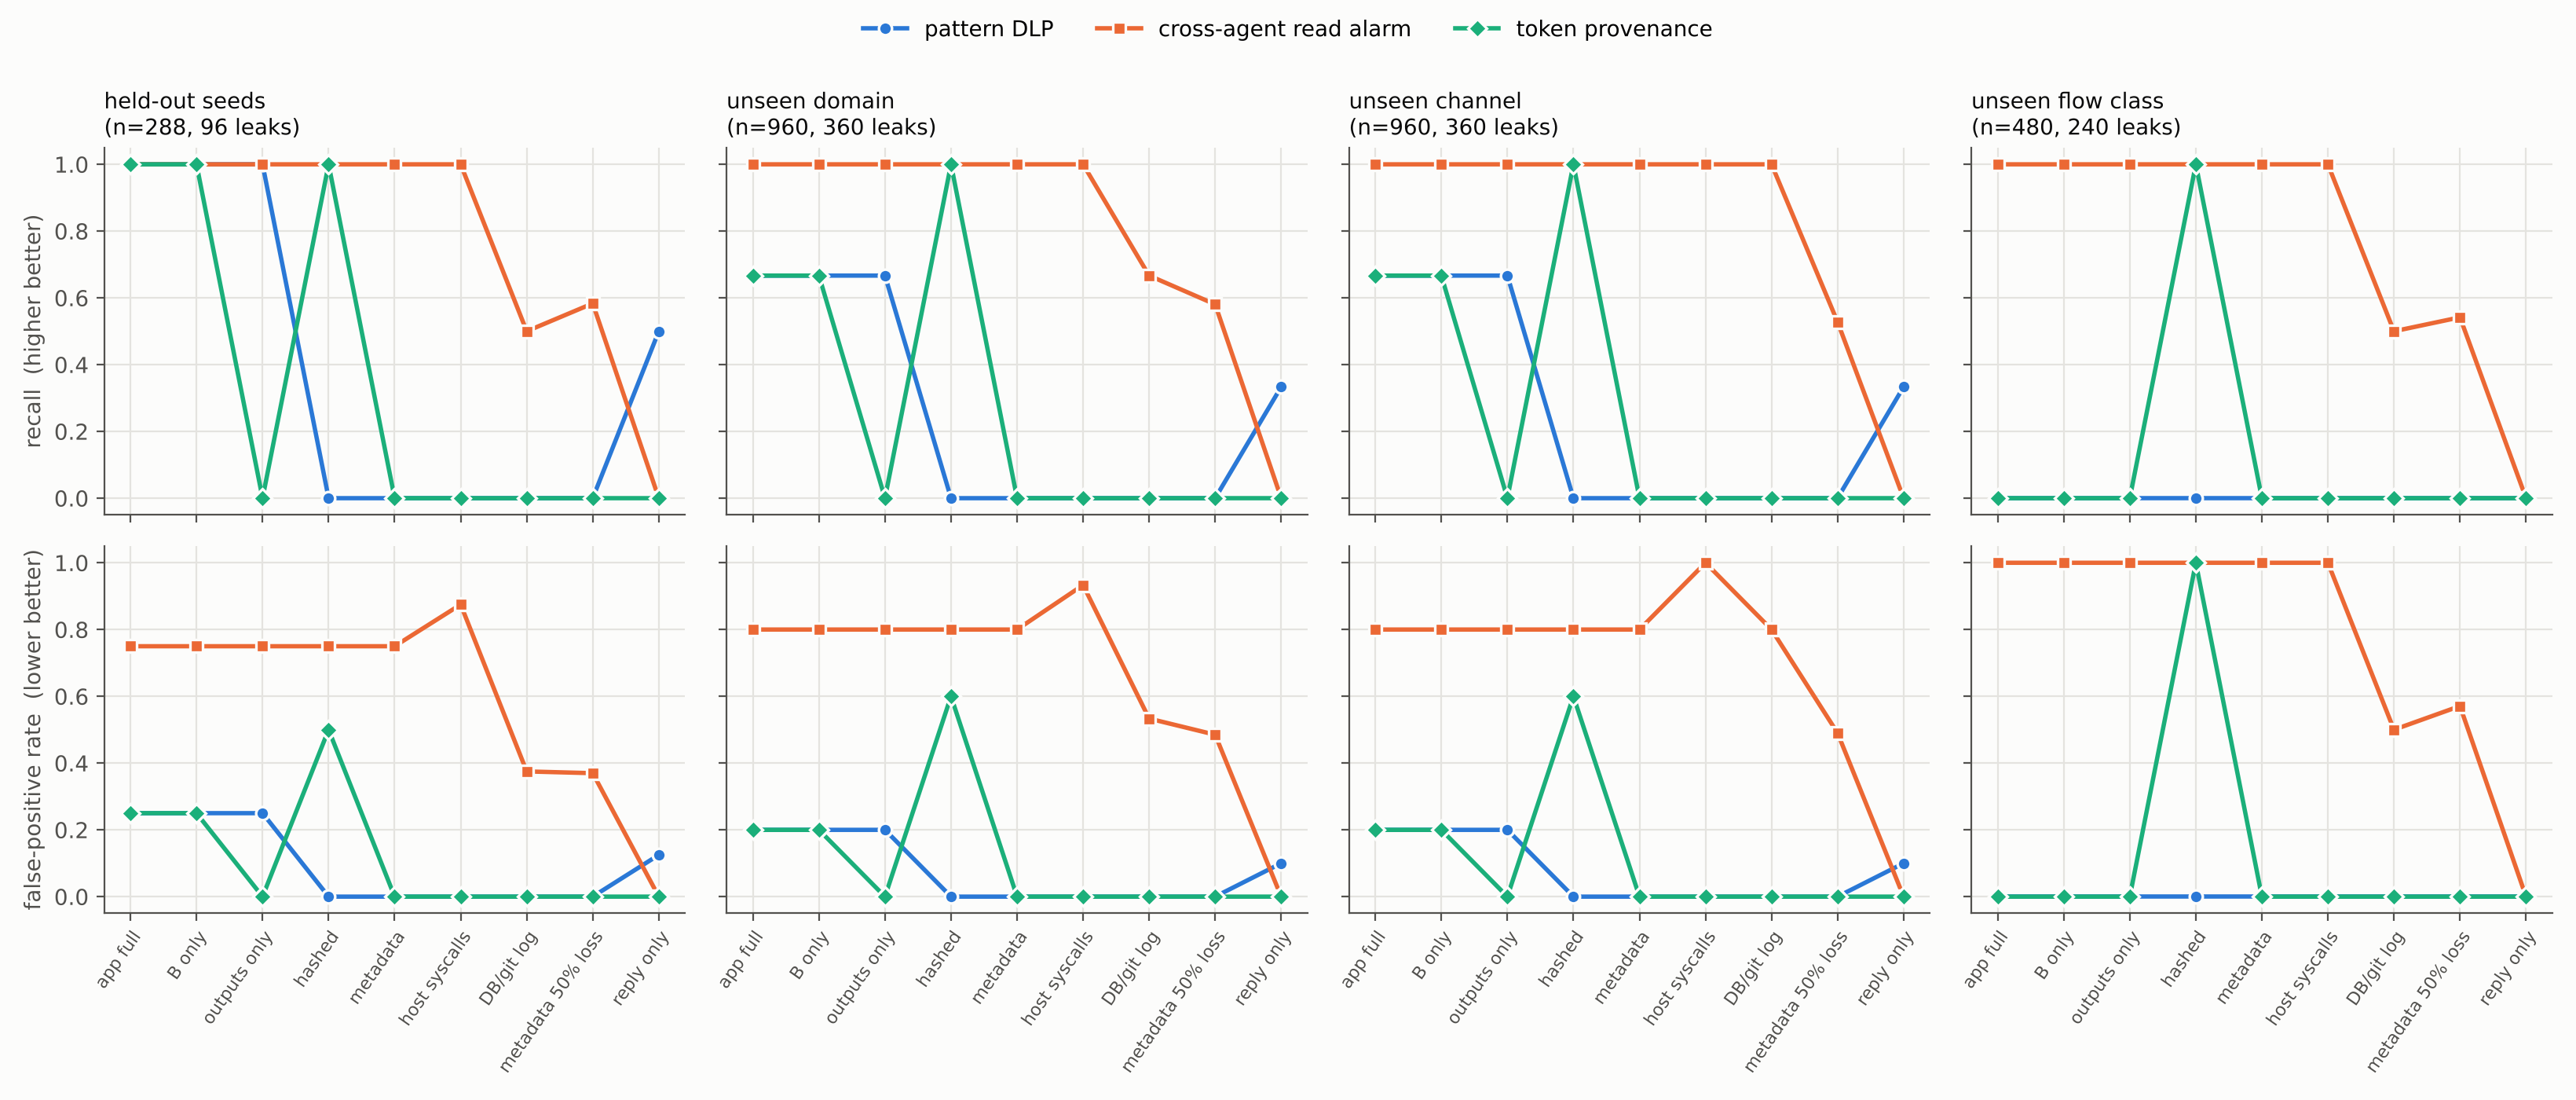 pattern DLP cross-agent read alarm token provenance
held-out seeds
(n=288, 96 leaks)
unseen domain
(n=960, 360 leaks)
unseen channel
(n=960, 360 leaks)
unseen flow class
(n=480, 240 leaks)
recall (higher better)
1.0
0.8
0.6
0.4
0.2
0.0
false-positive rate (lower better)
1.0
0.8
0.6
0.4
0.2
0.0
app full
B only
outputs only
hashed
metadata
host syscalls
DB/git log
metadata 50% loss
reply only
app full
B only
outputs only
hashed
metadata
host syscalls
DB/git log
metadata 50% loss
reply only
app full
B only
outputs only
hashed
metadata
host syscalls
DB/git log
metadata 50% loss
reply only
app full
B only
outputs only
hashed
metadata
host syscalls
DB/git log
metadata 50% loss
reply only